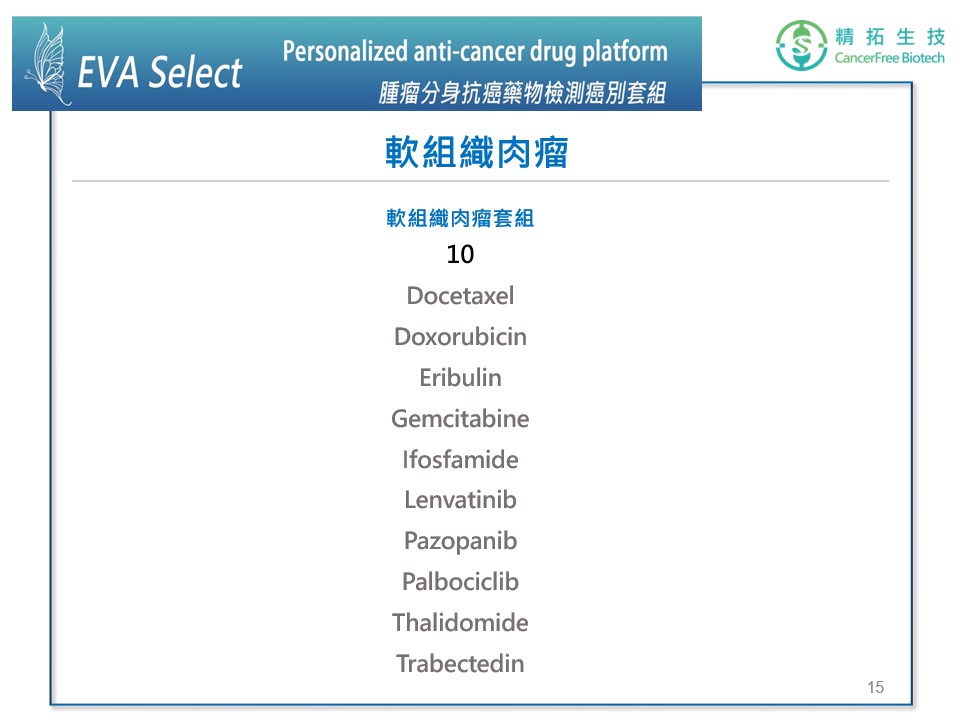 EVA Select
Personalized anti-cancer drug platform
腫瘤分身抗癌藥物檢測癌別套組
精拓生技
CancerFree Biotech
軟組織肉瘤
軟組織肉瘤套組
10
Docetaxel
Doxorubicin
Eribulin
Gemcitabine
Ifosfamide
Lenvatinib
Pazopanib
Palbociclib
Thalidomide
Trabectedin
15